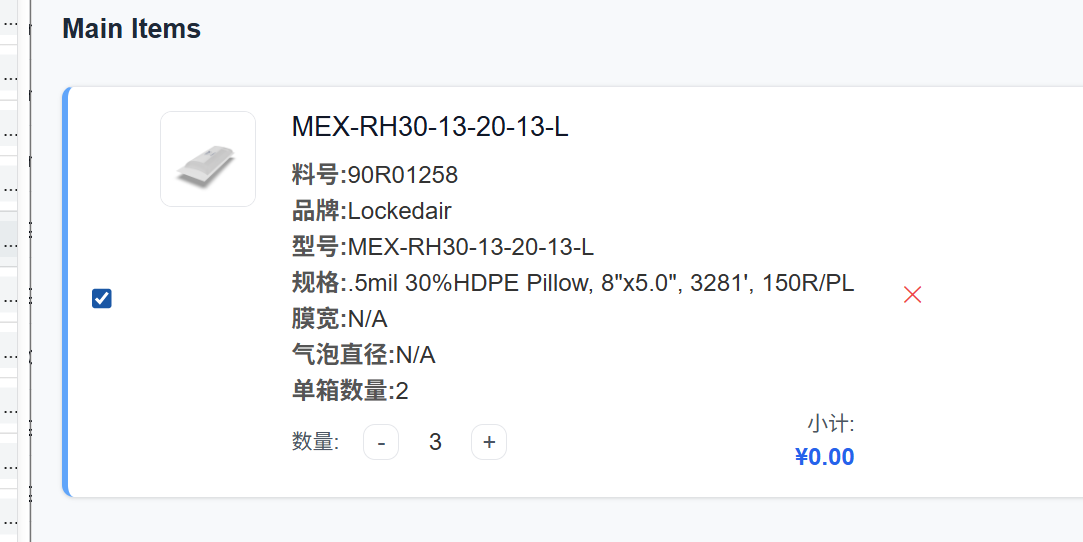 Main Items
MEX-RH30-13-20-13-L
料号:90R01258
品牌:Lockedair
型号:MEX-RH30-13-20-13-L
规格:.5mil 30%HDPE Pillow, 8"x5.0", 3281', 150R/PL
膜宽:N/A
气泡直径:N/A
单箱数量:2
数量: - 3 +
小计:
¥0.00